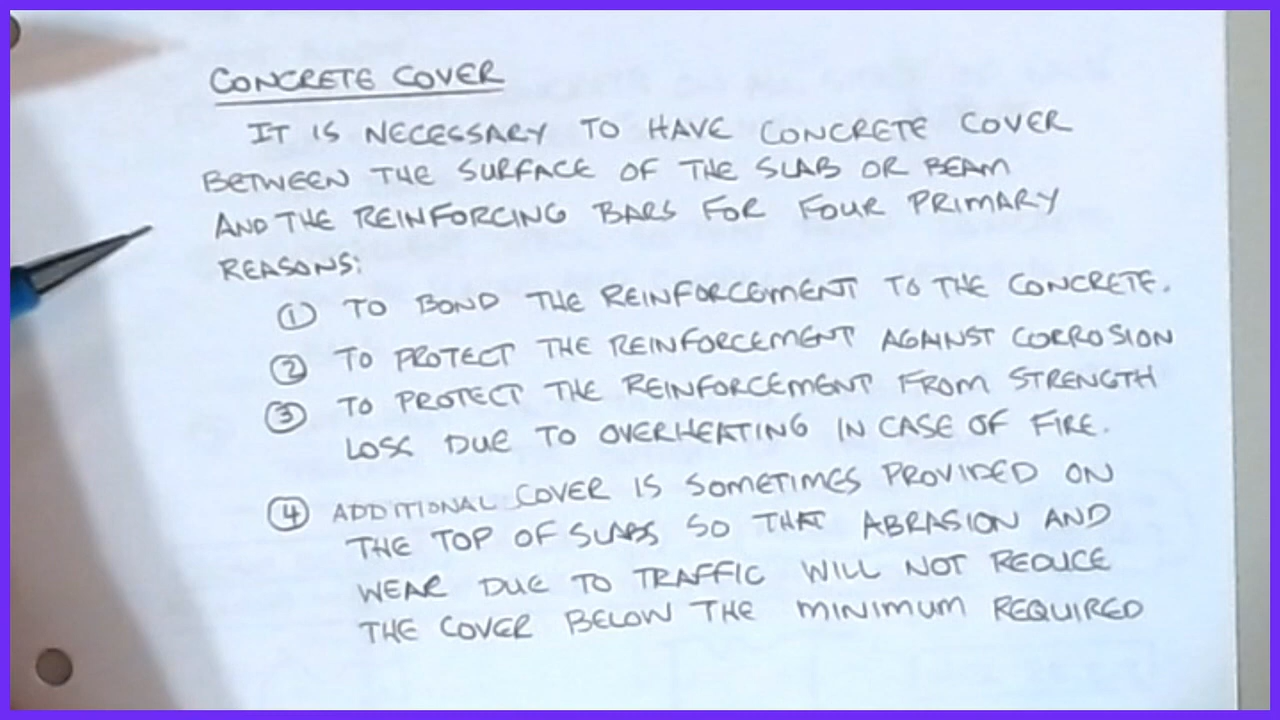 CONCRETE COVER
IT IS NECESSARY TO HAVE CONCRETE COVER
BETWEEN THE SURFACE OF THE SLAB OR BEAM
AND THE REINFORCING BARS FOR FOUR PRIMARY
REASONS:
① TO BOND THE REINFORCEMENT TO THE CONCRETE.
② TO PROTECT THE REINFORCEMENT AGAINST CORROSION
③ TO PROTECT THE REINFORCEMENT FROM STRENGTH
LOSS DUE TO OVERHEATING IN CASE OF FIRE.
④ ADDITIONAL COVER IS SOMETIMES PROVIDED ON
THE TOP OF SLABS SO THAT ABRASION AND
WEAR DUE TO TRAFFIC WILL NOT REDUCE
THE COVER BELOW THE MINIMUM REQUIRED